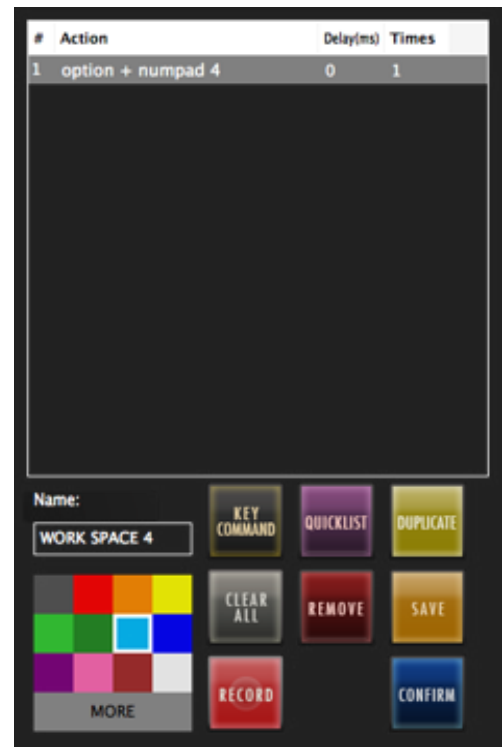 # Action Delay(ms) Times
1 option + numpad 4 0 1
Name:
WORK SPACE 4
KEY
COMMAND
QUICKLIST
DUPLICATE
CLEAR
ALL
REMOVE
SAVE
MORE
RECORD
CONFIRM